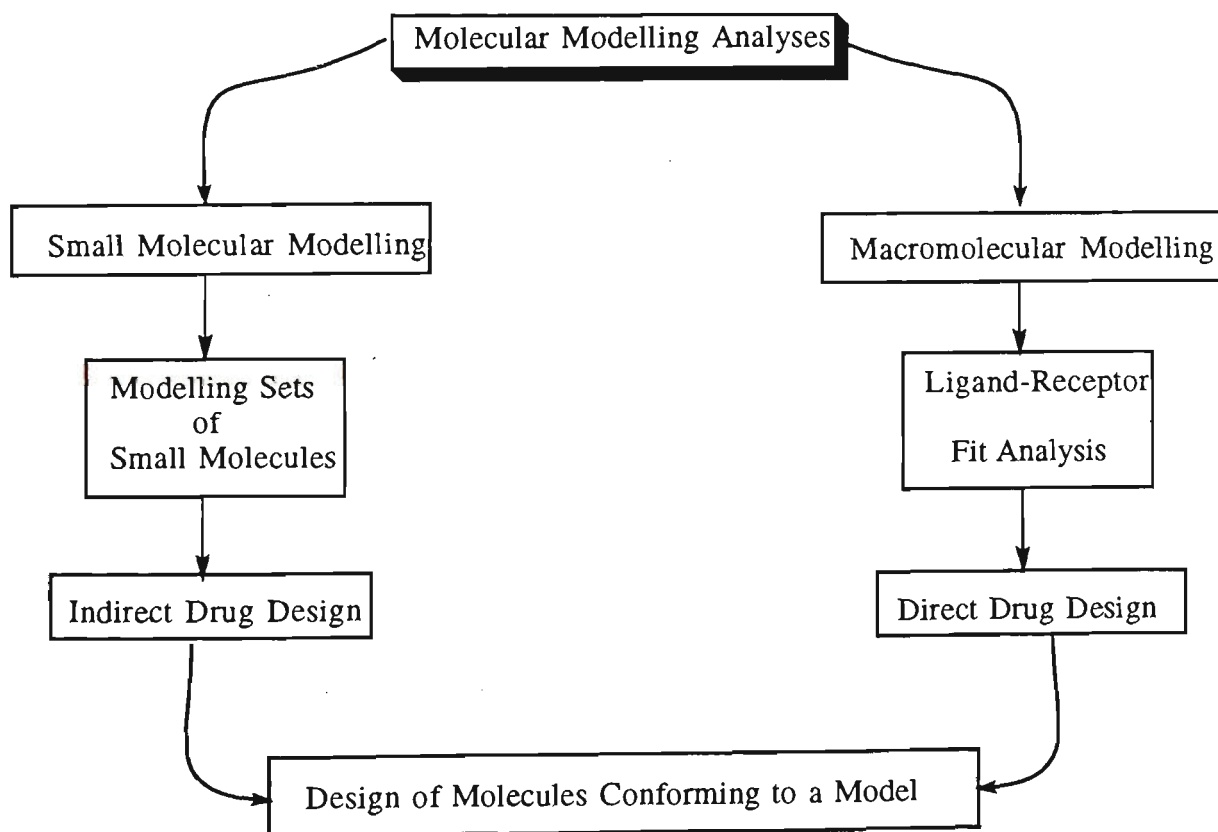 Molecular Modelling Analyses
Small Molecular Modelling
Macromolecular Modelling
Modelling Sets
of
Small Molecules
Ligand-Receptor
Fit Analysis
Indirect Drug Design
Direct Drug Design
Design of Molecules Conforming to a Model